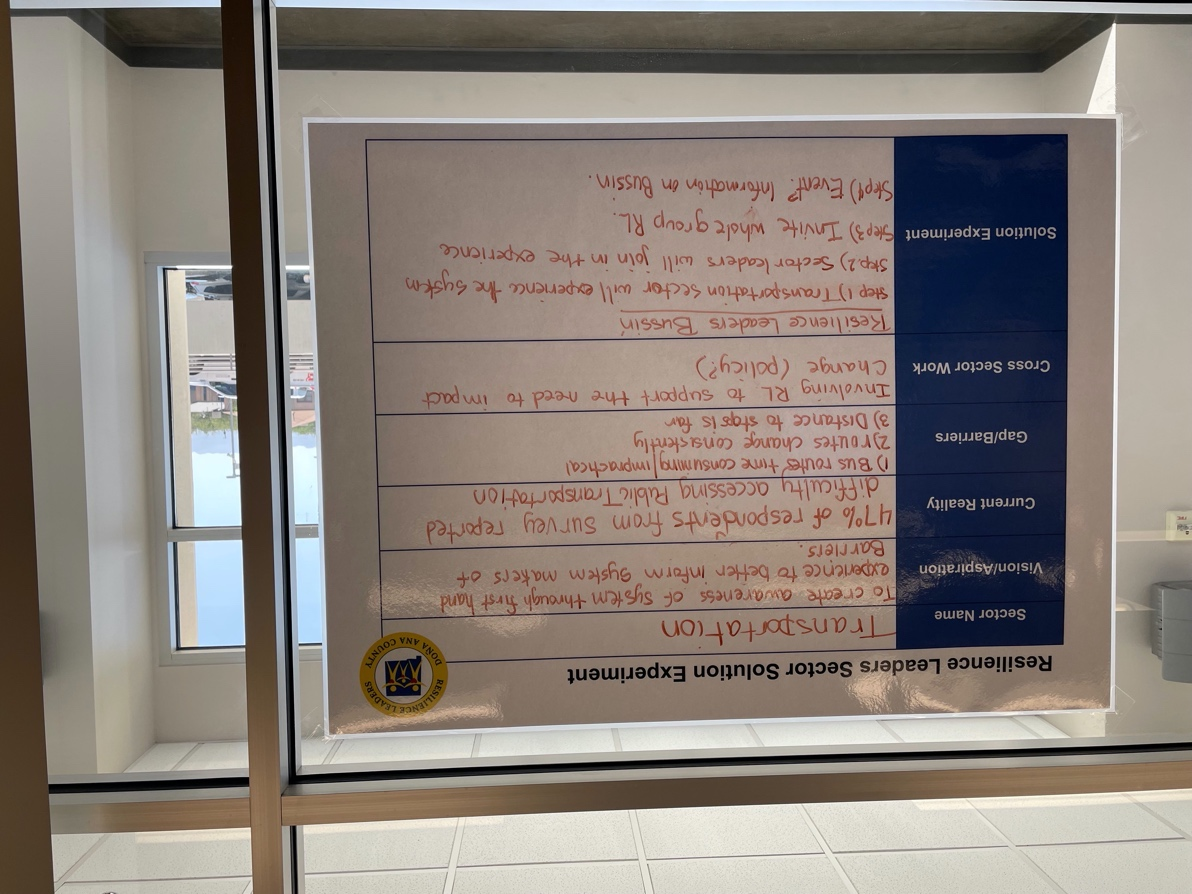 Resilience Leaders Sector Solution Experiment
RESILIENCE LEADERS
DOÑA ANA COUNTY
Sector Name
Transportation
Vision/Aspiration
To create awareness of system through first hand
experience to better inform system makers of
Barriers.
Current Reality
47% of respondents from survey reported
difficulty accessing Public Transportation
Gap/Barriers
1) Bus routes time consuming/impractical
2) routes change consistently
3) Distance to stops is far
Cross Sector Work
Involving RL to support the need to impact
Change (policy?)
Solution Experiment
Resilience Leaders Bussin
Step 1) Transportation sector will experience the system
Step 2) Sector leaders will join in the experience
Step 3) Invite whole group RL.
Step 4) Event? Information on Bussin.